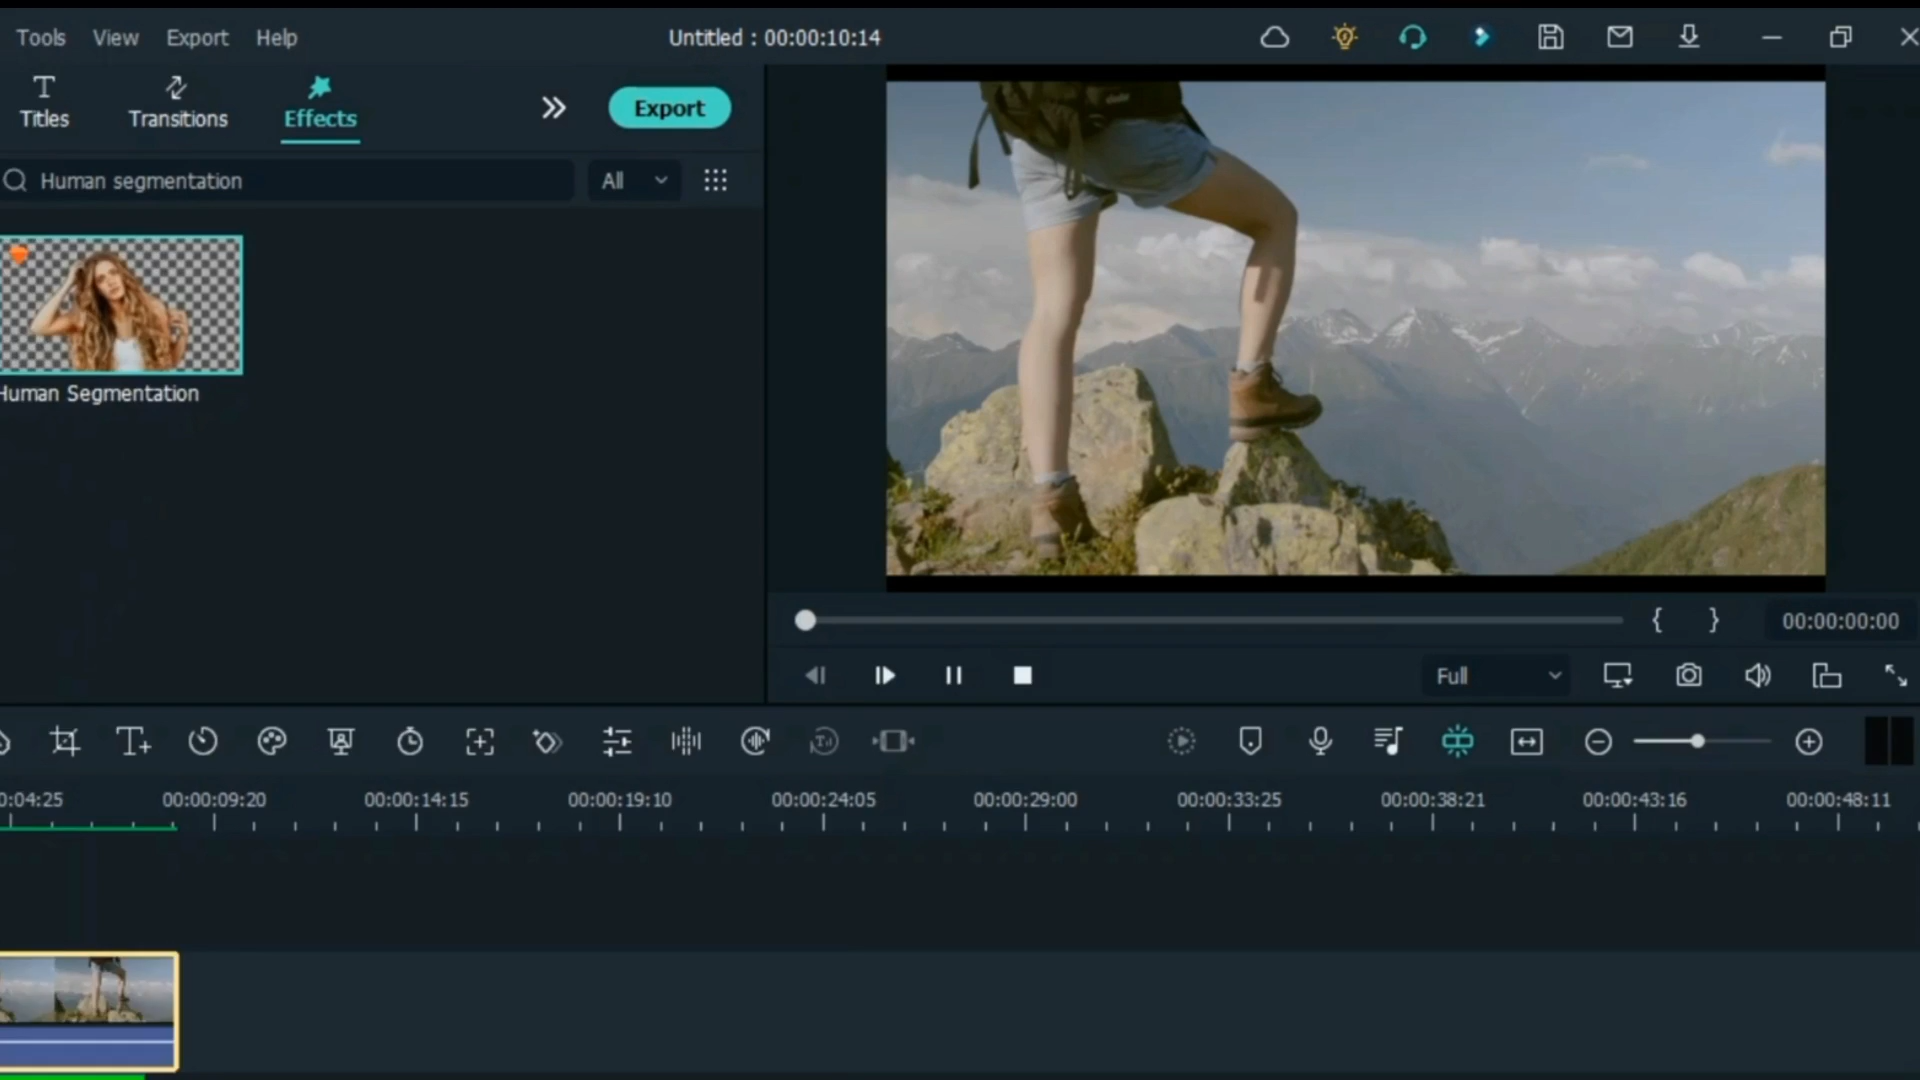 Tools View Export Help
Untitled : 00:00:10:14
Titles Transitions Effects
Export
Human segmentation
All
Human Segmentation
{ } 00:00:00:00
Full
0:04:25 00:00:09:20 00:00:14:15 00:00:19:10 00:00:24:05 00:00:29:00 00:00:33:25 00:00:38:21 00:00:43:16 00:00:48:11